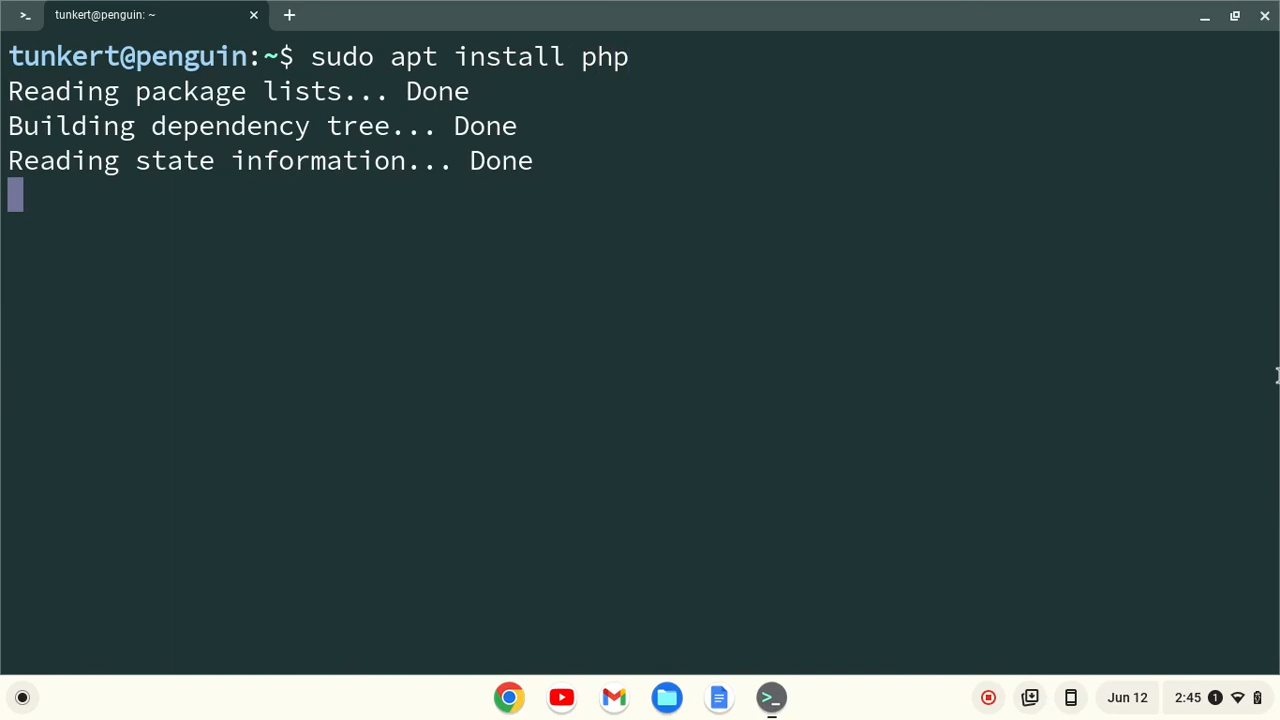 tunkert@penguin: ~
tunkert@penguin:~$ sudo apt install php
Reading package lists... Done
Building dependency tree... Done
Reading state information... Done
Jun 12
2:45
1